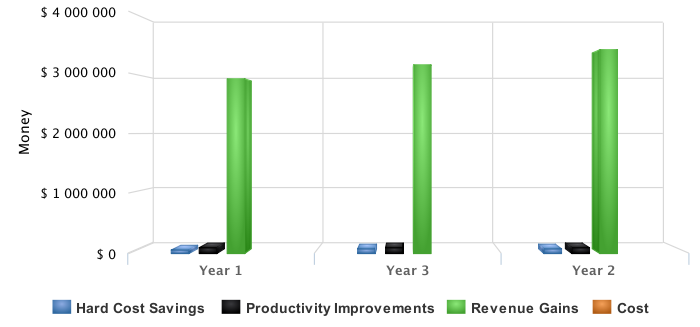 $ 4 000 000
$ 3 000 000
$ 2 000 000
$ 1 000 000
$ 0
Money
Year 1 Year 3 Year 2
Hard Cost Savings Productivity Improvements Revenue Gains Cost